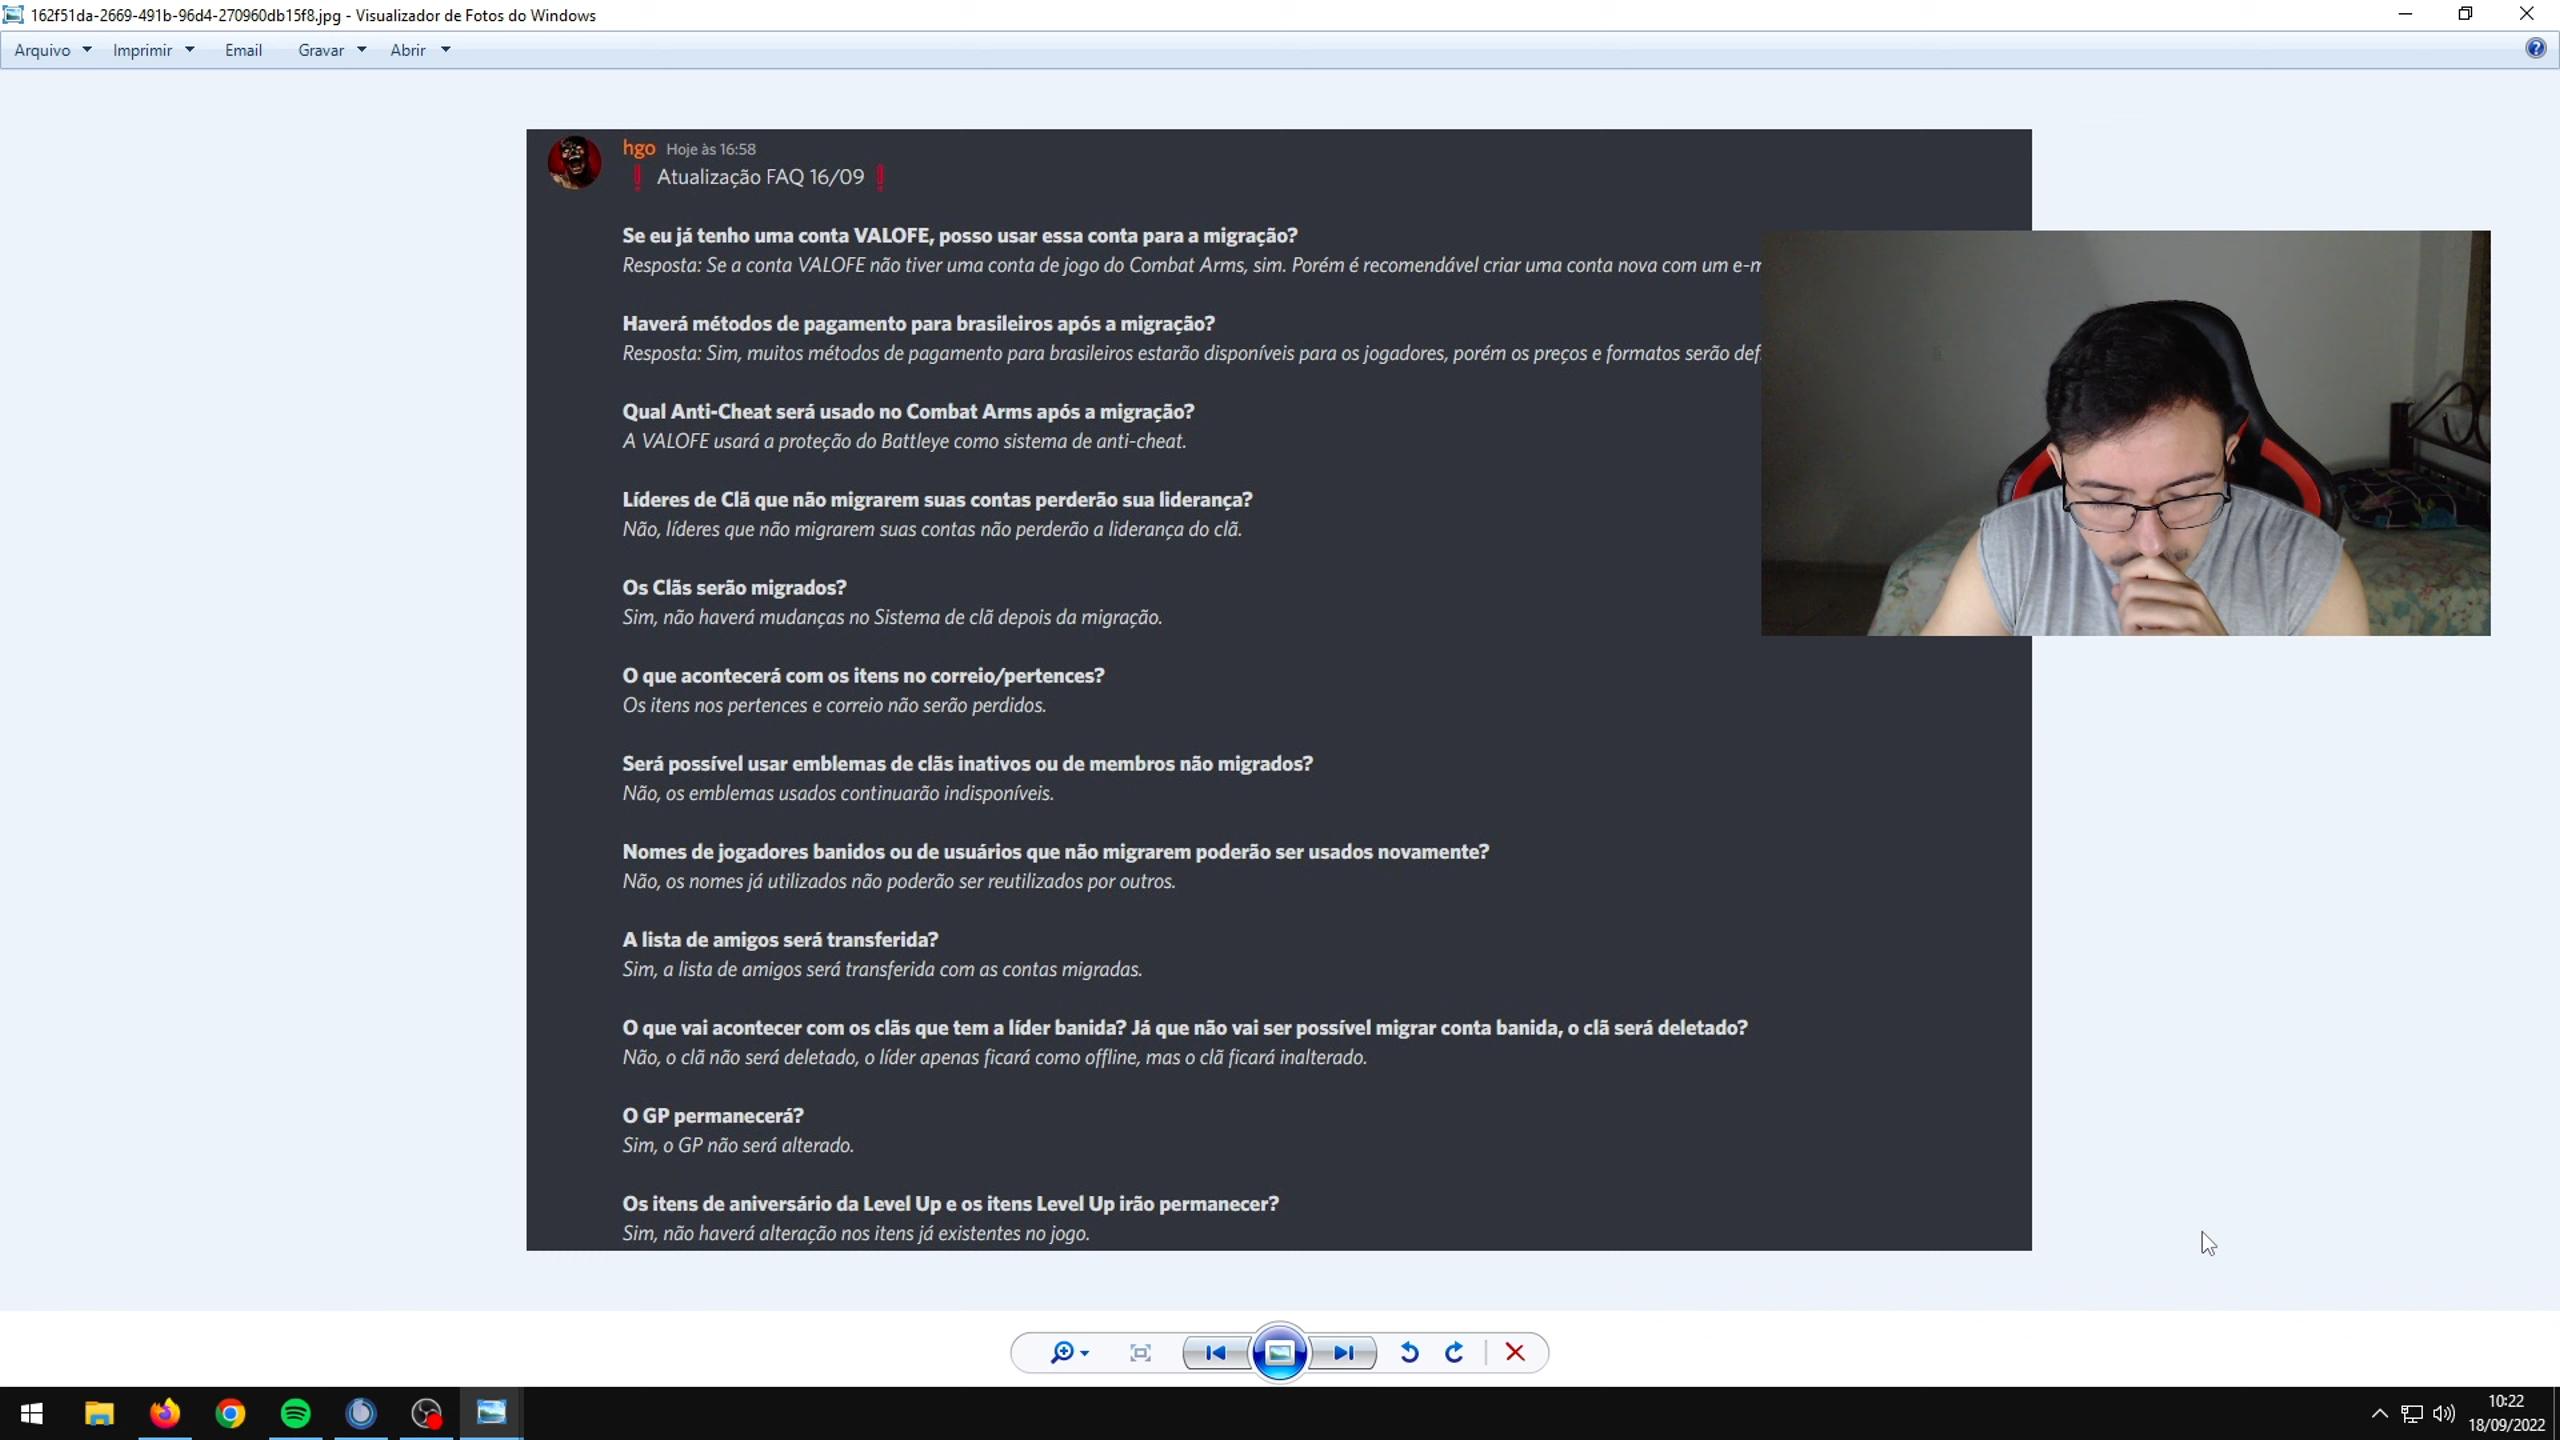 162f51da-2669-491b-96d4-270960db15f8.jpg - Visualizador de Fotos do Windows
Arquivo Imprimir Email Gravar Abrir
hgo Hoje às 16:58
❗ Atualização FAQ 16/09 ❗
Se eu já tenho uma conta VALOFE, posso usar essa conta para a migração?
Resposta: Se a conta VALOFE não tiver uma conta de jogo do Combat Arms, sim. Porém é recomendável criar uma conta nova com um
Haverá métodos de pagamento para brasileiros após a migração?
Resposta: Sim, muitos métodos de pagamento para brasileiros estarão disponíveis para os jogadores, porém os preços e formatos serão
Qual Anti-Cheat será usado no Combat Arms após a migração?
A VALOFE usará a proteção do Battleye como sistema de anti-cheat.
Líderes de Clã que não migrarem suas contas perderão sua liderança?
Não, líderes que não migrarem suas contas não perderão a liderança do clã.
Os Clãs serão migrados?
Sim, não haverá mudanças no Sistema de clã depois da migração.
O que acontecerá com os itens no correio/pertences?
Os itens nos pertences e correio não serão perdidos.
Será possível usar emblemas de clãs inativos ou de membros não migrados?
Não, os emblemas usados continuarão indisponíveis.
Nomes de jogadores banidos ou de usuários que não migrarem poderão ser usados novamente?
Não, os nomes já utilizados não poderão ser reutilizados por outros.
A lista de amigos será transferida?
Sim, a lista de amigos será transferida com as contas migradas.
O que vai acontecer com os clãs que tem a líder banida? Já que não vai ser possível migrar conta banida, o clã será deletado?
Não, o clã não será deletado, o líder apenas ficará como offline, mas o clã ficará inalterado.
O GP permanecerá?
Sim, o GP não será alterado.
Os itens de aniversário da Level Up e os itens Level Up irão permanecer?
Sim, não haverá alteração nos itens já existentes no jogo.
10:22
18/09/2022